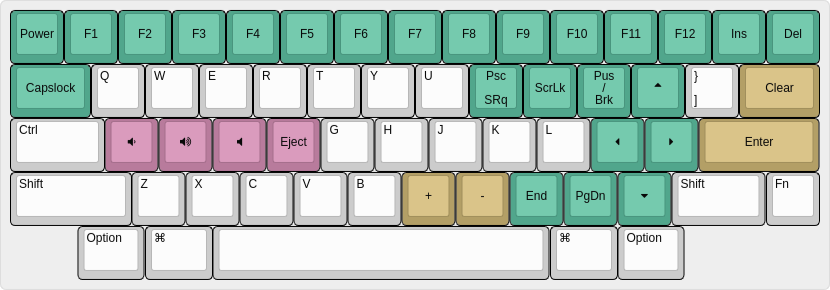 Power F1 F2 F3 F4 F5 F6 F7 F8 F9 F10 F11 F12 Ins Del
Capslock Q W E R T Y U Psc SRq ScrLk Pus / Brk } ] Clear
Ctrl Eject G H J K L Enter
Shift Z X C V B + - End PgDn Shift Fn
Option ⌘ ⌘ Option